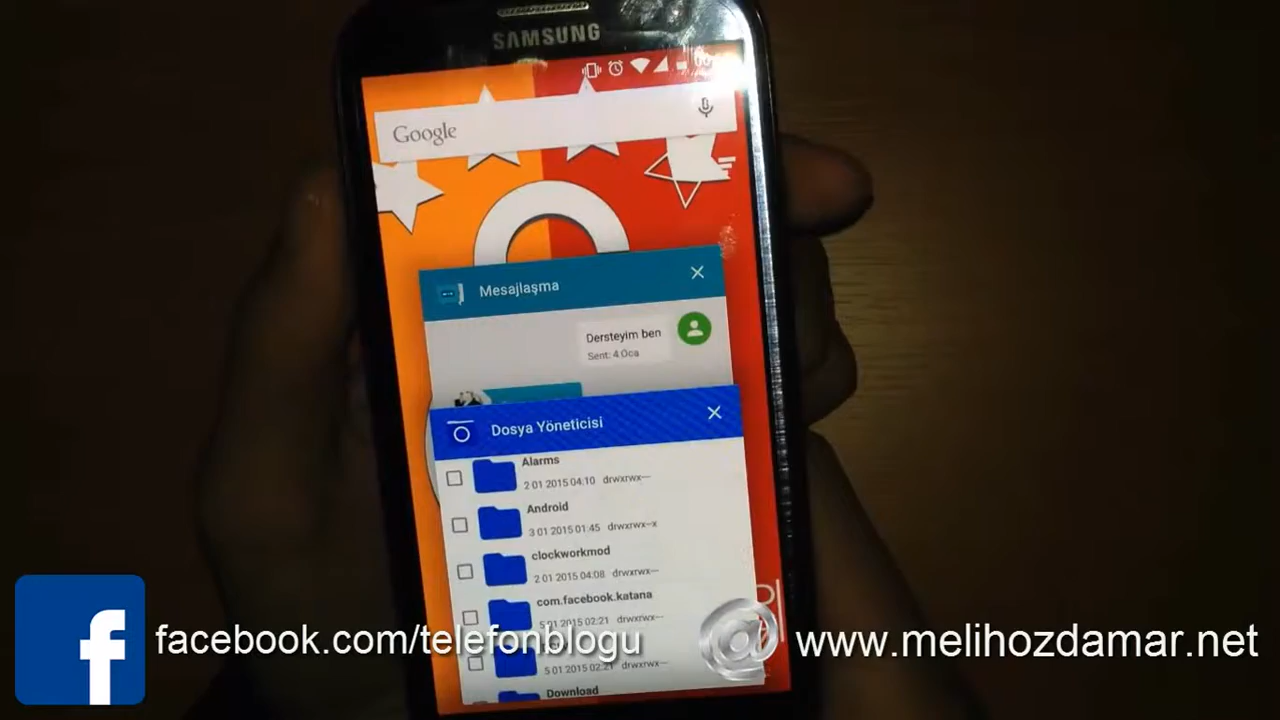 SAMSUNG
Google
Mesajlaşma
Dersteyim ben
Sent: 4 Oca
Dosya Yöneticisi
Alarms
2 01 2015 04:10 drwxrwx---
Android
3 01 2015 01:45 drwxrwx--x
clockworkmod
2 01 2015 04:08 drwxrwx---
com.facebook.katana
5 01 2015 02:21 drwxrwx---
5 01 2015 02:21 drwxrwx---
Download
facebook.com/telefonblogu
@ www.melihozdamar.net